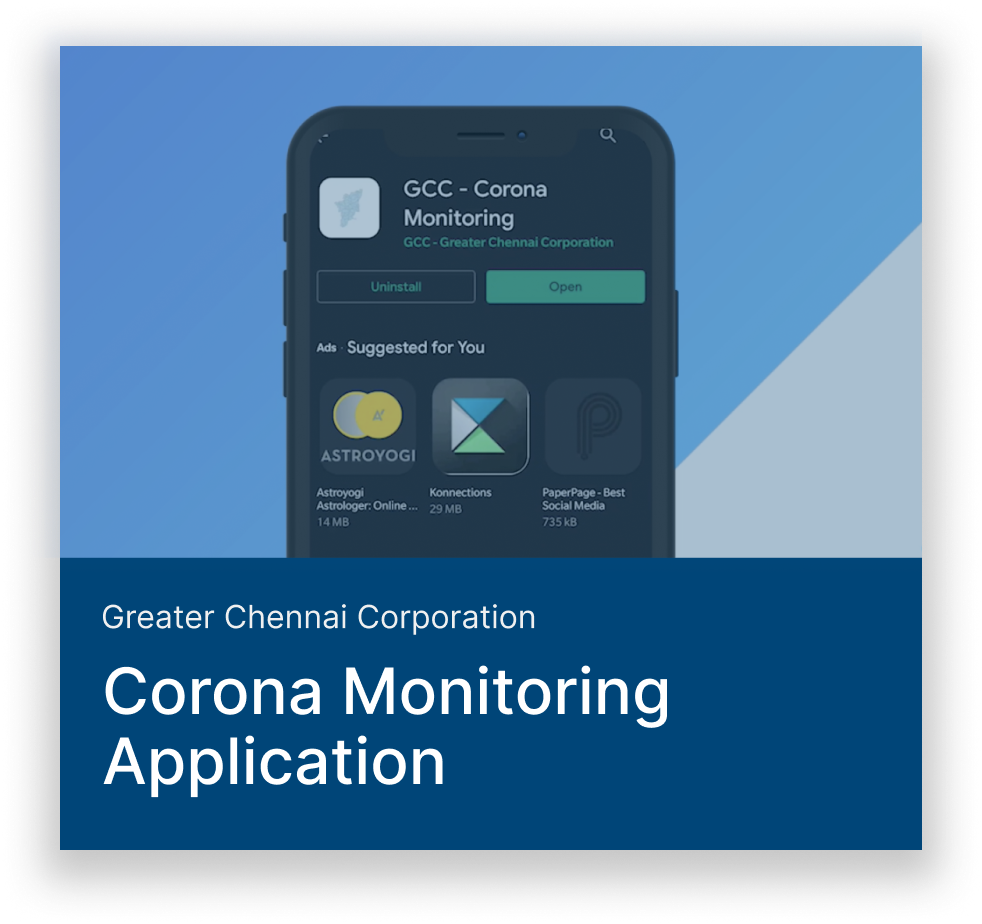 GCC - Corona
Monitoring
GCC - Greater Chennai Corporation
Uninstall
Open
Ads · Suggested for You
ASTROYOGI
Astroyogi
Astrologer: Online ...
14 MB
Konnections
29 MB
PaperPage - Best
Social Media
735 kB
Greater Chennai Corporation
Corona Monitoring
Application